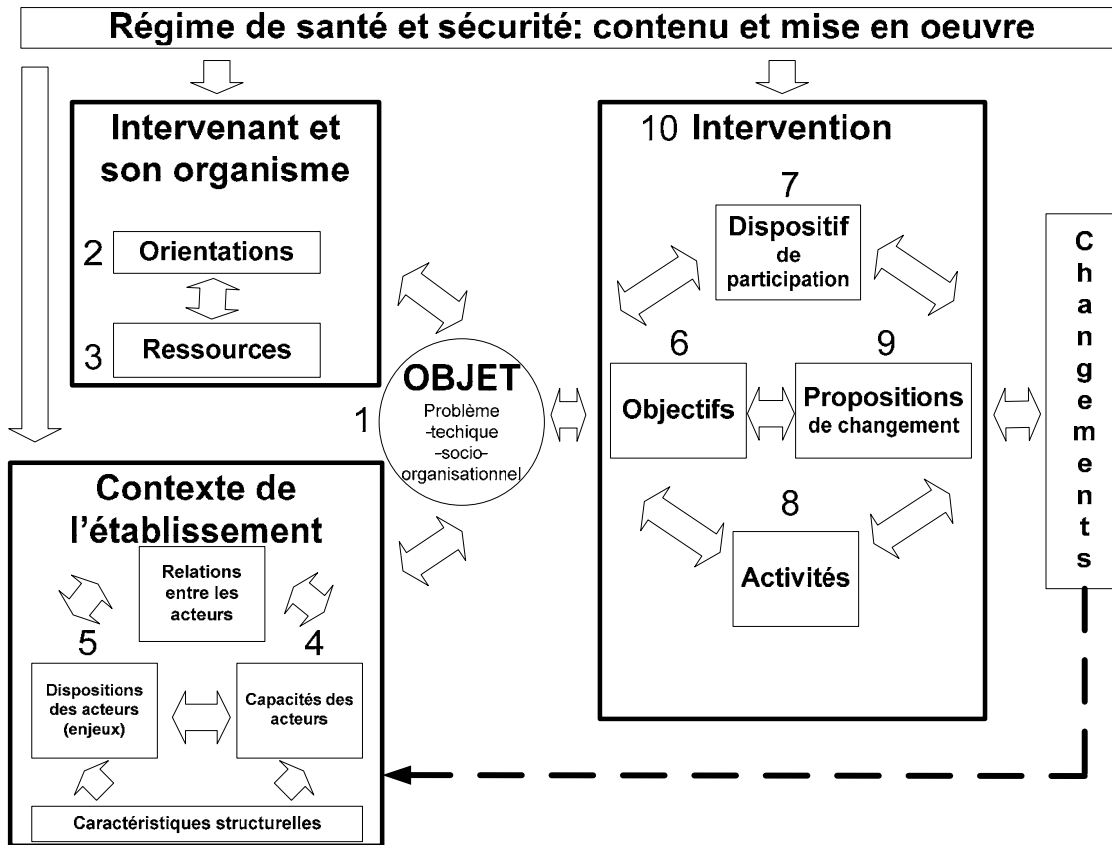 Régime de santé et sécurité: contenu et mise en oeuvre
Intervenant et
son organisme
2 Orientations
3 Ressources
1
OBJET
Problème
-techique
-socio-
organisationnel
Contexte de
l'établissement
Relations
entre les
acteurs
5
4
Dispositions
des acteurs
(enjeux)
Capacités des
acteurs
Caractéristiques structurelles
10 Intervention
7
Dispositif
de
participation
6
Objectifs
9
Propositions
de changement
8
Activités
C
h
a
n
g
e
m
e
n
t
s